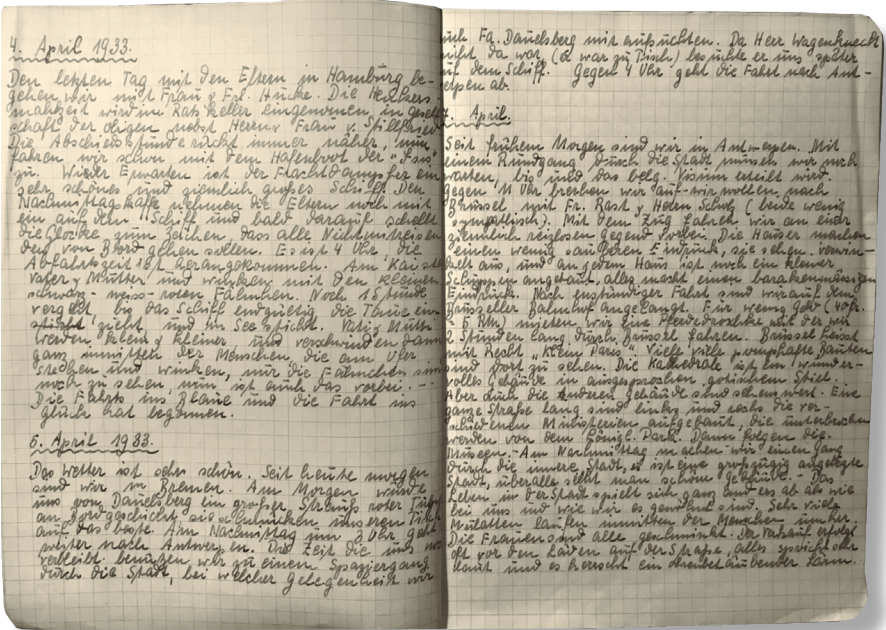 4. April 1933.
Den letzten Tag mit den Eltern in Hamburg be-
gehen wir mit Frau y Frl. Hücke. Die Henkers-
mahlzeit wird im Ratskeller eingenommen, in gesell
schaft der obigen nebst Herrn y Frau v. Stillfried
Die Abschiedsstunde rückt immer näher, nun
fahren wir schon mit dem Hafenboot der
zu. Wieder Erwarten ist der Frachtdampfer ein
sehr schönes und ziemlich großes Schiff. Den
Nachmittagskaffe nehmen die Eltern noch mit
ein auf dem Schiff und bald darauf schellt
die Glocke zum Zeichen, dass alle Nichtmitreisen
den von Bord gehen sollen. Es ist 4 Uhr, die
Abfahrtszeit ist herangekommen. Am Kai ste
Vater y Mutter und winken mit den kleinen
schwarz-weiss-roten Fähnchen. Noch 1 Stunde
vergeht, bis das Schiff endgültig die Taue ein
zieht und in See sticht. Vati y Mutti
werden klein y kleiner, und verschwinden dann
ganz inmitten der Menschen, die am Ufer
stehen und winken, nur die Fähnchen sin
noch zu sehen, nun ist auch das vorbei. --
Die Fahrt ins Blaue und die Fahrt ins
Glück hat begonnen.
5. April 1933.
Das Wetter ist sehr schön. Seit heute morgen
sind wir in Bremen. Am Morgen wurde
uns von Dauelsberg ein großer Strauß roter
an Bord geschickt, sie schmücken unseren Tisch
auf das beste. Am Nachmittag um Uhr geht
weiter nach Antwerpen. Die Zeit die uns noch
verbleibt benutzen wir zu einen Spaziergang
durch die Stadt, bei welcher Gelegenheit wir
Fa. Dauelsberg mit aufsuchten. Da Herr Wagenknecht
nicht da war, (er war zu Tisch) besuchte er uns später
auf dem Schiff. Gegen 4 Uhr geht die Fahrt nach Ant-
werpen ab.
7. April.
Seit frühem Morgen sind wir in Antwerpen. Mit
einem Rundgang durch die Stadt müssen wir noch
warten, bis uns das belg. Visum erteilt wird.
gegen 11 Uhr brechen wir auf - wir wollen nach
Brüssel mit Fr. Rast y Herrn Scholz (beide wenig
sympathisch). Mit dem Zug fahren wir an einer
ziemlich reizlosen gegend vorbei. Die Häuser machen
einen wenig sauberen Eindruck, sie sehen
aus, und an jedem Haus ist noch ein kleiner
Schuppen angebaut, alles macht einen barakenmässigen
Eindruck. Nach einstündiger Fahrt sind wir auf dem
Brüsseler Bahnhof angelangt. Für wenig Geld (40 fr.
= 5 RM) mieten wir eine Pferdedroschke mit der wir
2 Stunden lang durch Brüssel fahren. Brüssel heisst
mit Recht „Klein Paris". Viele viele prunkhafte Bauten
sind dort zu sehen. Die Kathedrale ist ein wunder-
volles Gebäude in ausgesprochen gotischem Stiel.
Aber auch die anderen Gebäude sind sehenswert. Eine
ganze Straße lang sind links und rechts die ver-
schiedenen Ministerien aufgebaut, die unterbrochen
werden von dem Königl. Park. Dann folgen die
Museen. - Am Nachmittag machen wir einen Gang
durch die innere Stadt, es ist eine großzügig angelegte
Stadt, überall sieht man schöne Gebäude. - Das
Leben in der Stadt spielt sich ganz anders ab als wie
bei uns und wie wir es gewohnt sind. Sehr viele
Mulatten laufen inmitten der Menschen umher.
Die Frauen sind alle geschminkt. Der Verkauf erfolgt
oft vor den Läden auf der Straße, alles spricht sehr
laut und es herrscht ein ohrenbetäubender Lärm.